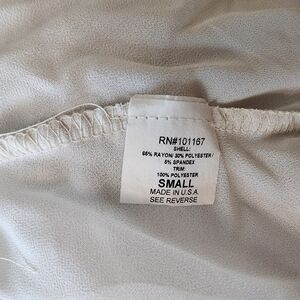 RN#101167
SHELL:
65% RAYON/ 30% POLYESTER/
5% SPANDEX
TRIM:
100% POLYESTER
SMALL
MADE IN U.S.A.
SEE REVERSE